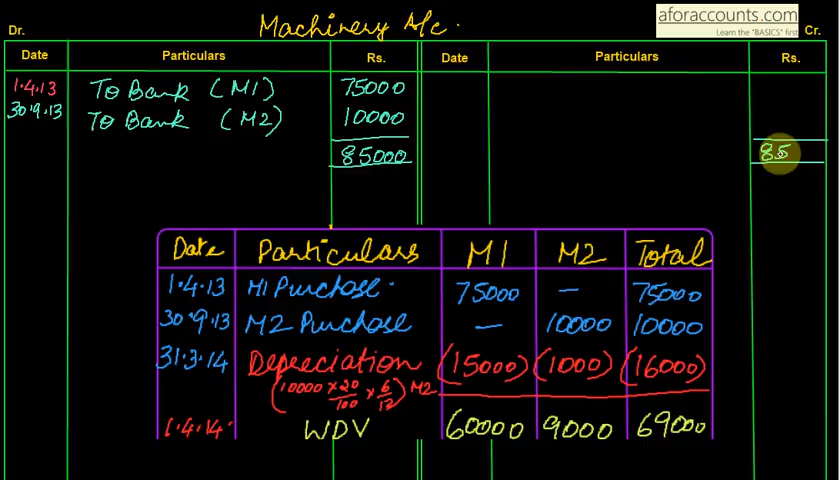 aforaccounts.com
Learn the "BASICS" first
Dr. Machinery A/c. Cr.
Date Particulars Rs. Date Particulars Rs.
1.4.13 To Bank (M1) 75000
30.9.13 To Bank (M2) 10000
85000 85
Date Particulars M1 M2 Total
1.4.13 M1 Purchase. 75000 — 75000
30.9.13 M2 Purchase — 10000 10000
31.3.14 Depreciation (15000) (1000) (16000)
(10000 × 20/100 × 6/12) M2
1.4.14. WDV 60000 9000 69000